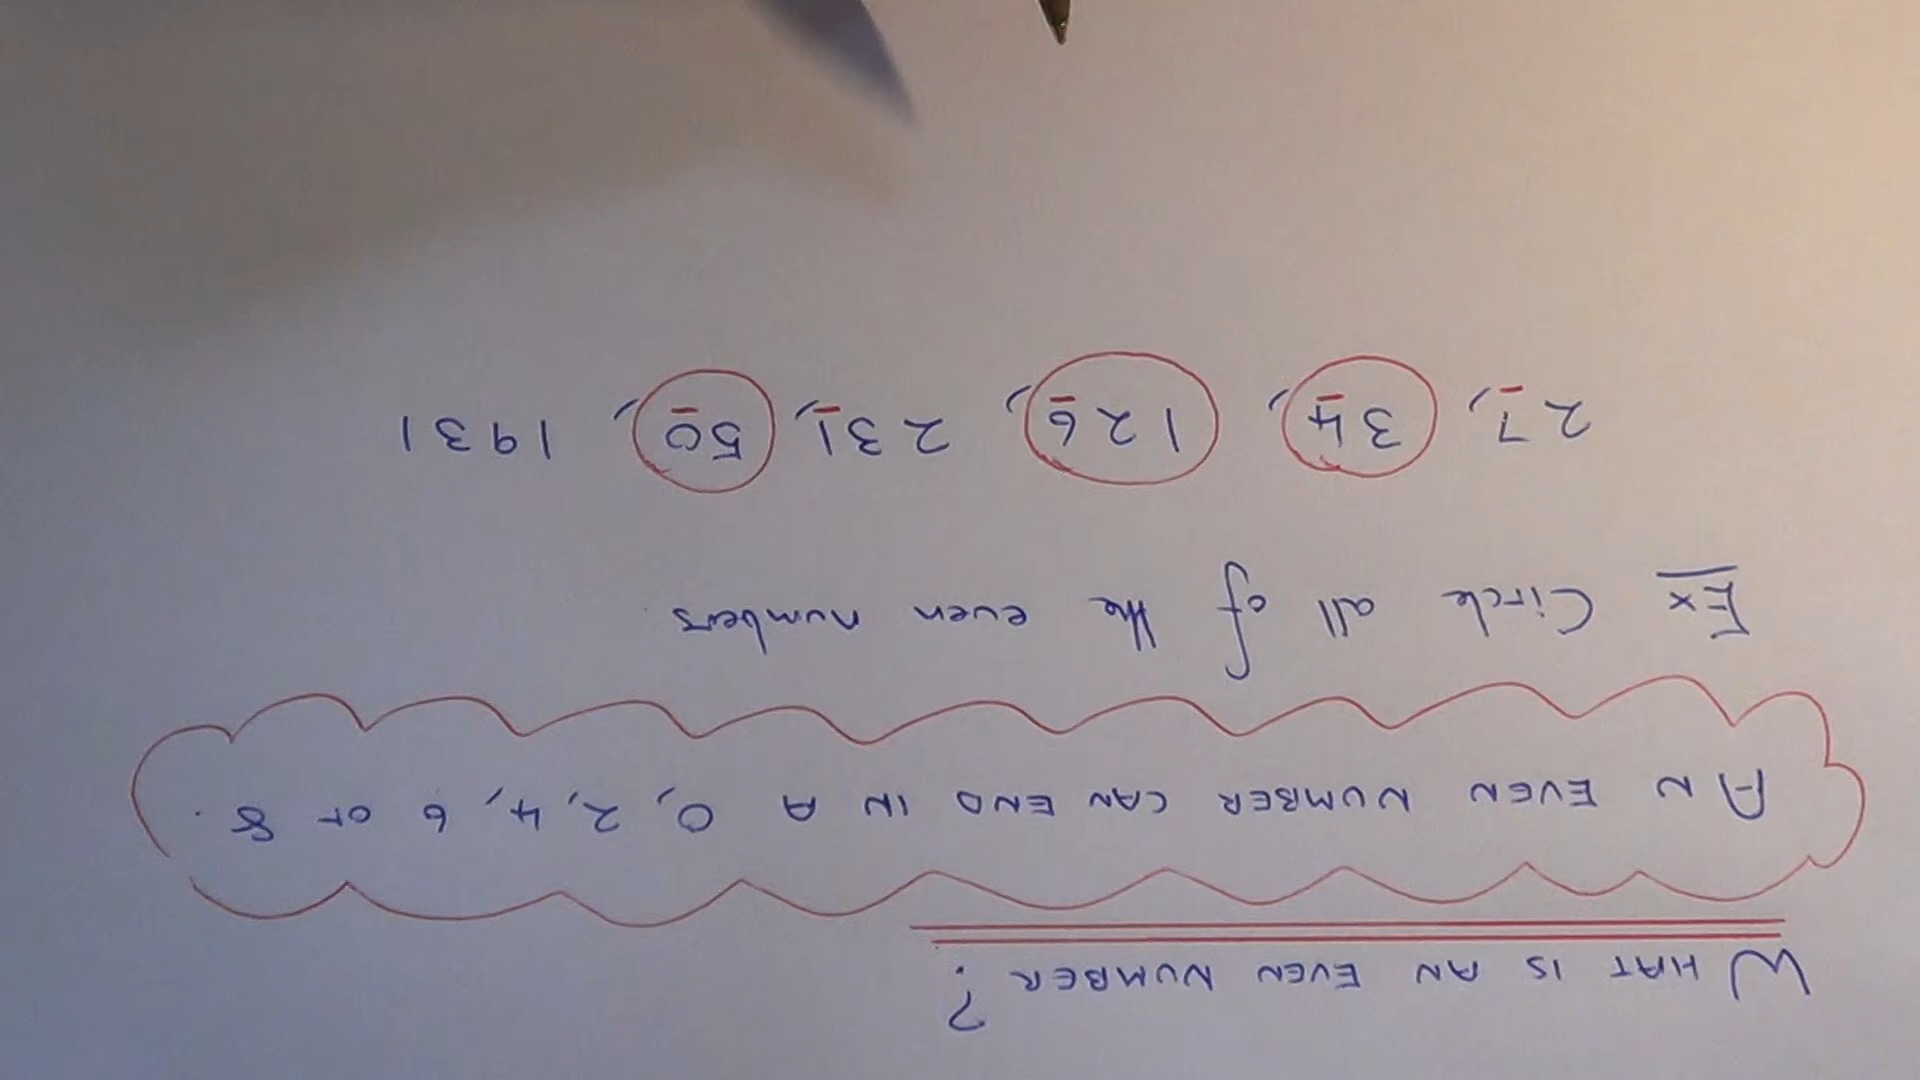 WHAT IS AN EVEN NUMBER?
AN EVEN NUMBER CAN END IN A 0, 2, 4, 6 or 8.
Ex Circle all of the even numbers
27, 34, 126, 231, 50, 1931